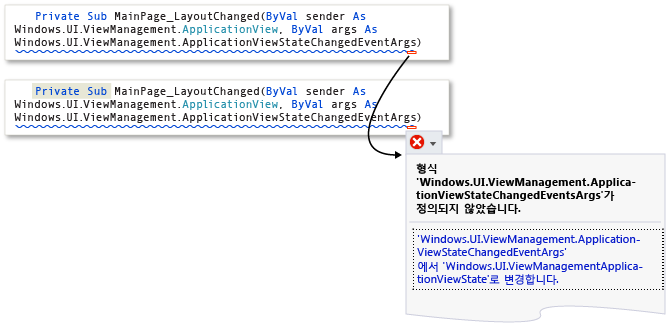 Private Sub MainPage_LayoutChanged(ByVal sender As
Windows.UI.ViewManagement.ApplicationView, ByVal args As
Windows.UI.ViewManagement.ApplicationViewStateChangedEventArgs)
Private Sub MainPage_LayoutChanged(ByVal sender As
Windows.UI.ViewManagement.ApplicationView, ByVal args As
Windows.UI.ViewManagement.ApplicationViewStateChangedEventArgs)
형식
'Windows.UI.ViewManagement.Applica-
tionViewStateChangedEventsArgs'가
정의되지 않았습니다.
'Windows.UI.ViewManagement.Application-
ViewStateChangedEventArgs'
에서 'Windows.UI.ViewManagementApplica-
tionViewState'로 변경합니다.